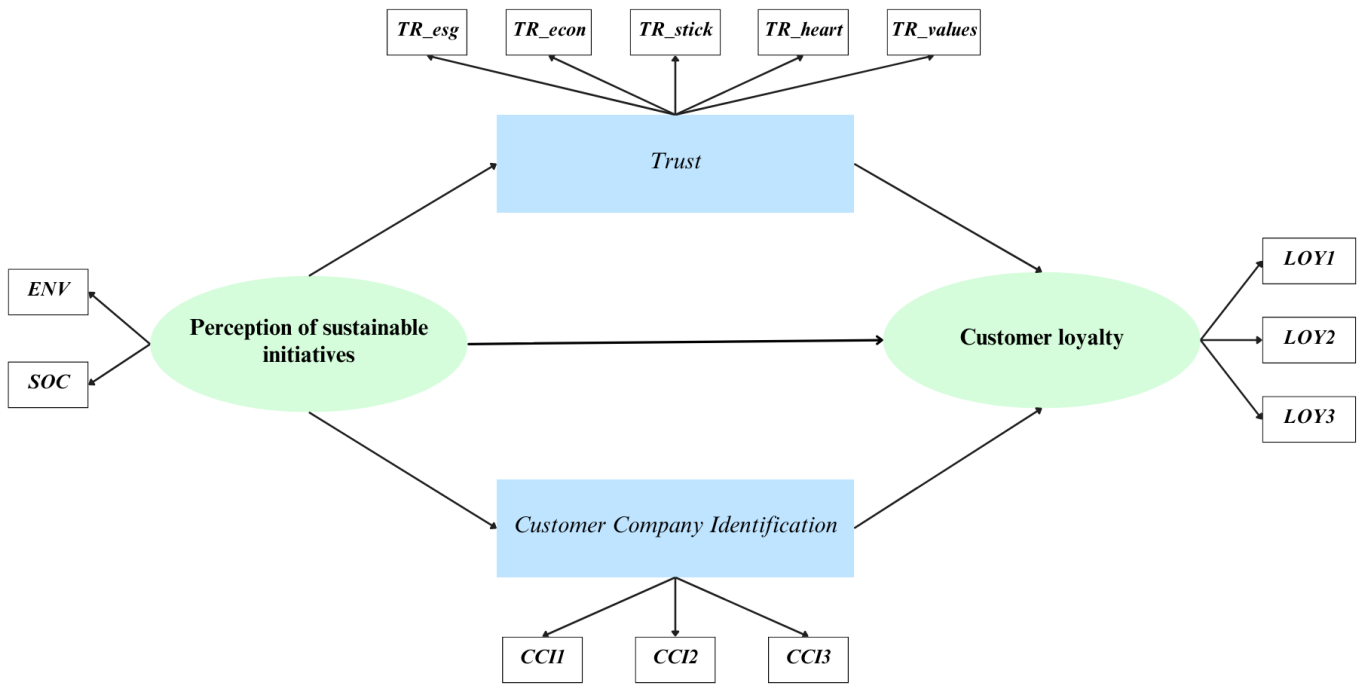 TR_esg
TR_econ
TR_stick
TR_heart
TR_values
Trust
ENV
SOC
Perception of sustainable
initiatives
Customer loyalty
LOY1
LOY2
LOY3
Customer Company Identification
CCI1
CCI2
CCI3